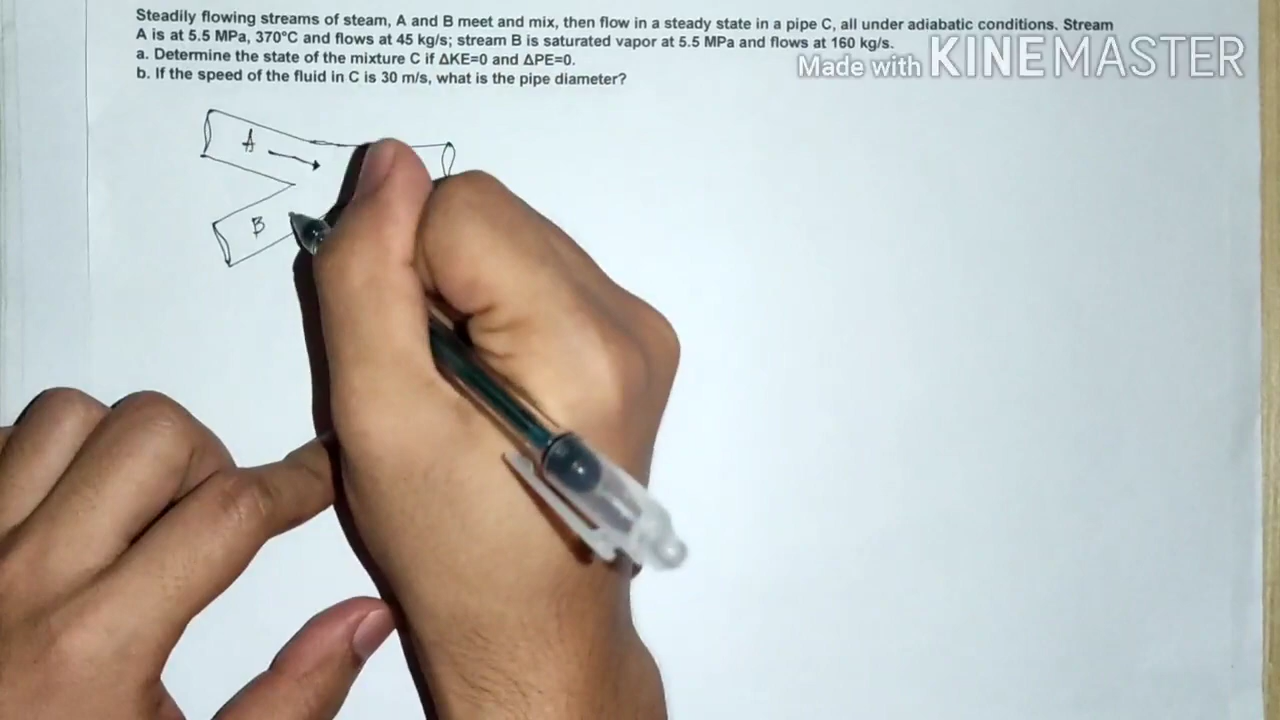 Steadily flowing streams of steam, A and B meet and mix, then flow in a steady state in a pipe C, all under adiabatic conditions. Stream
A is at 5.5 MPa, 370°C and flows at 45 kg/s; stream B is saturated vapor at 5.5 MPa and flows at 160 kg/s.
a. Determine the state of the mixture C if ΔKE=0 and ΔPE=0.
b. If the speed of the fluid in C is 30 m/s, what is the pipe diameter?
Made with KINEMASTER
A
B